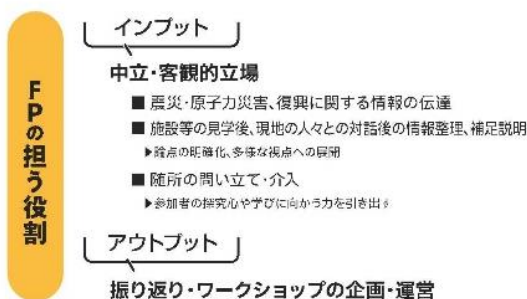 FPの担う役割
インプット
中立・客観的立場
■ 震災・原子力災害、復興に関する情報の伝達
■ 施設等の見学後、現地の人々との対話後の情報整理、補足説明
▶論点の明確化、多様な視点への展開
■ 随所の問い立て・介入
▶参加者の探究心や学びに向かう力を引き出す
アウトプット
振り返り・ワークショップの企画・運営